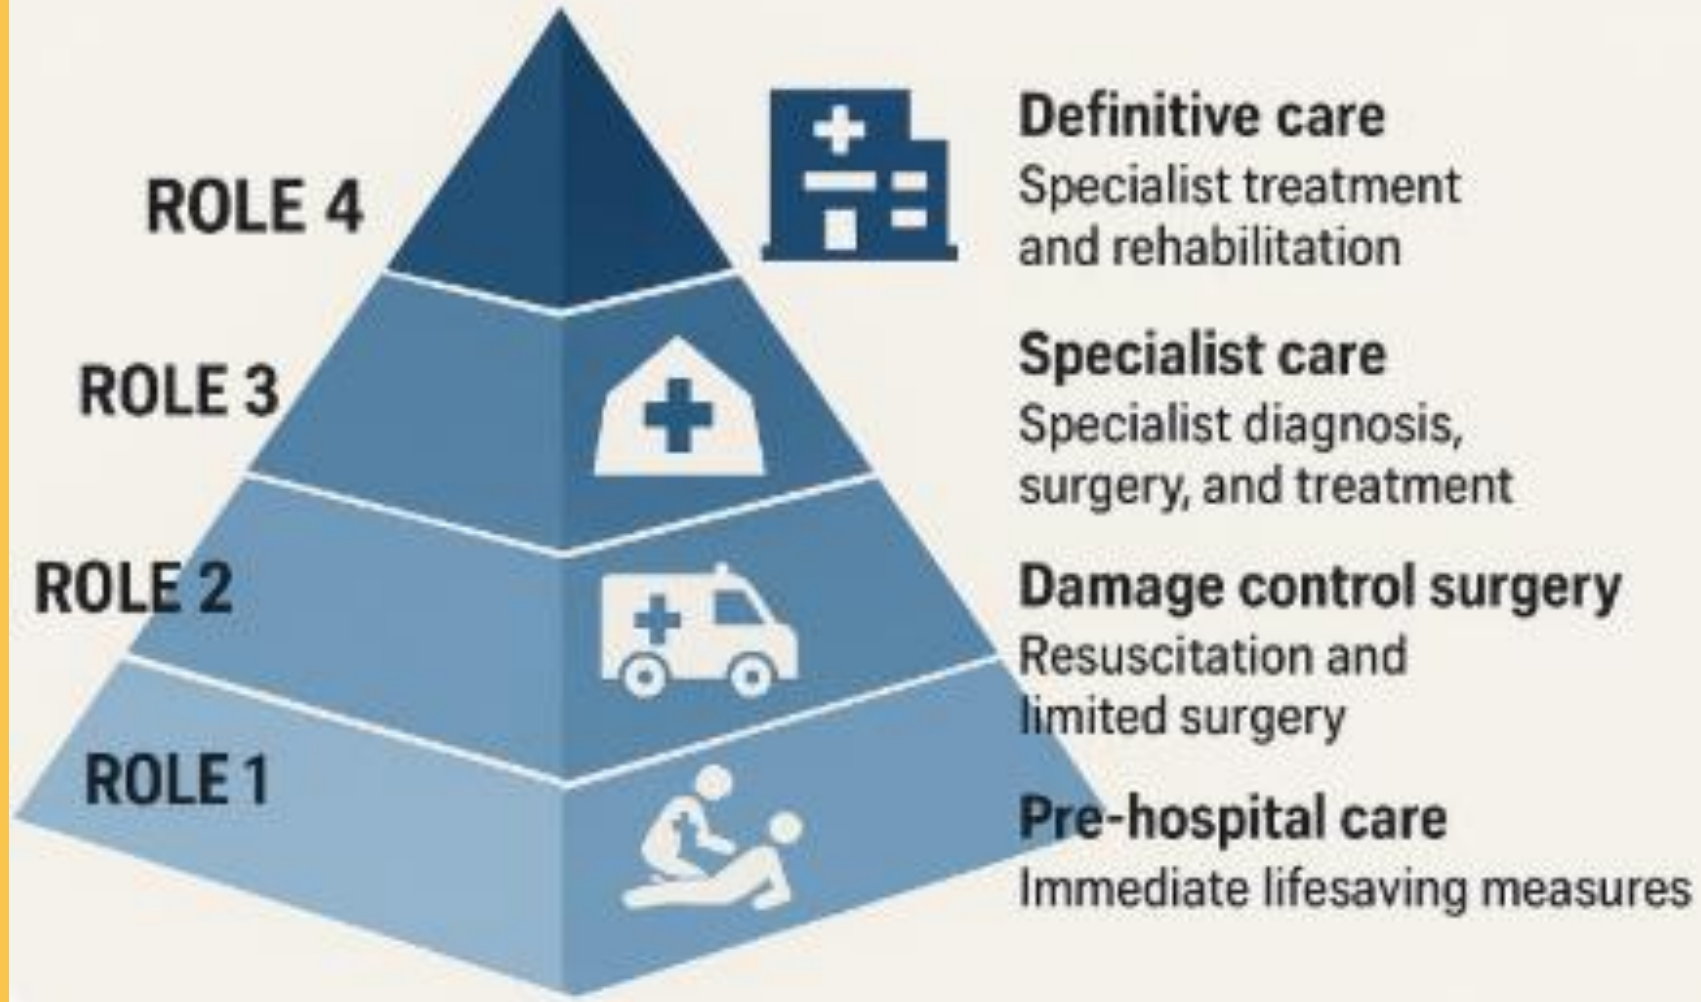 ROLE 4
Definitive care
Specialist treatment
and rehabilitation
ROLE 3
Specialist care
Specialist diagnosis,
surgery, and treatment
ROLE 2
Damage control surgery
Resuscitation and
limited surgery
ROLE 1
Pre-hospital care
Immediate lifesaving measures